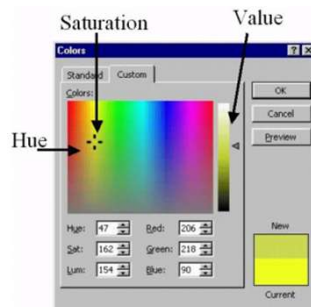 Saturation
Value
Colors
Standard Custom
Colors:
OK
Cancel
Preview
Hue
Hue: 47 Red: 206
Sat: 162 Green: 218
Lum: 154 Blue: 90
New
Current